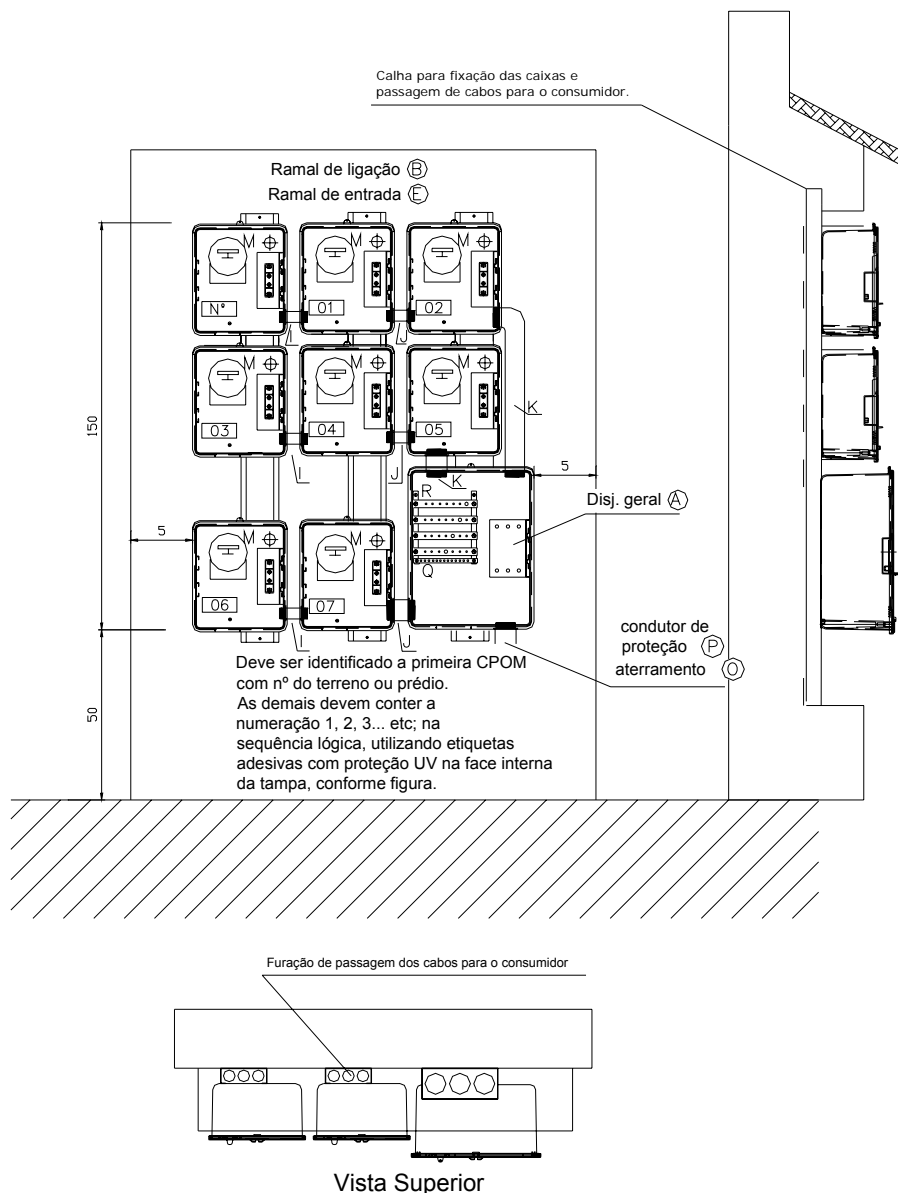 Calha para fixação das caixas e
passagem de cabos para o consumidor.
Ramal de ligação B
Ramal de entrada E
M
M
M
Nº
01
02
I
J
M
M
M
03
04
05
K
I
J
K
150
5
5
R
Disj. geral A
M
M
Q
06
07
I
J
condutor de
proteção P
aterramento O
50
Deve ser identificado a primeira CPOM
com nº do terreno ou prédio.
As demais devem conter a
numeração 1, 2, 3... etc; na
sequência lógica, utilizando etiquetas
adesivas com proteção UV na face interna
da tampa, conforme figura.
Furação de passagem dos cabos para o consumidor
Vista Superior